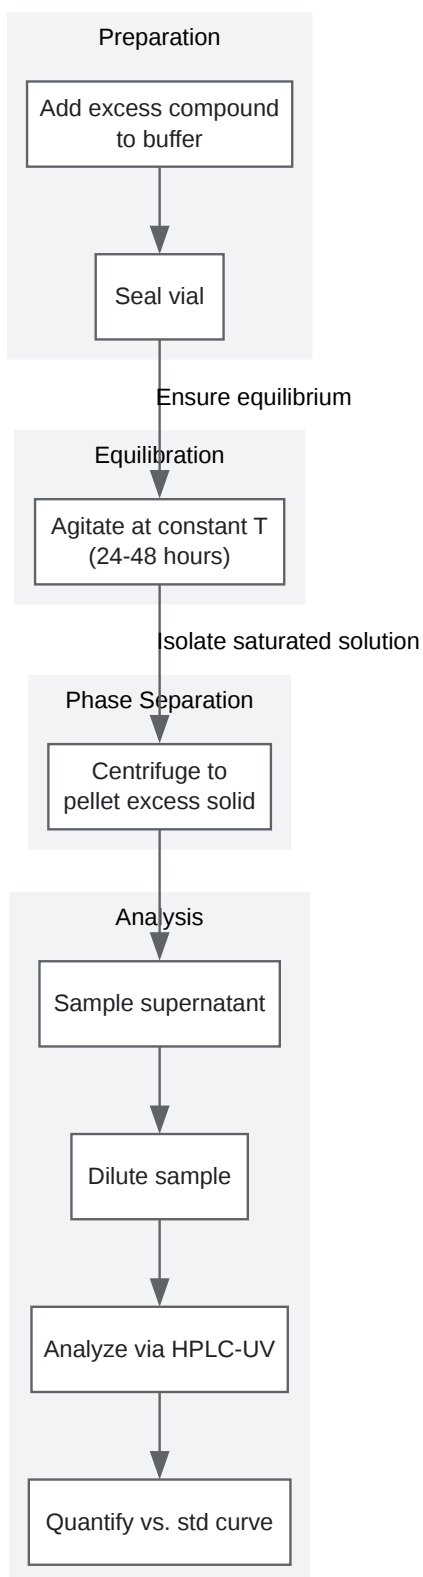 Preparation
Add excess compound
to buffer
Seal vial
Ensure equilibrium
Equilibration
Agitate at constant T
(24-48 hours)
Isolate saturated solution
Phase Separation
Centrifuge to
pellet excess solid
Analysis
Sample supernatant
Dilute sample
Analyze via HPLC-UV
Quantify vs. std curve